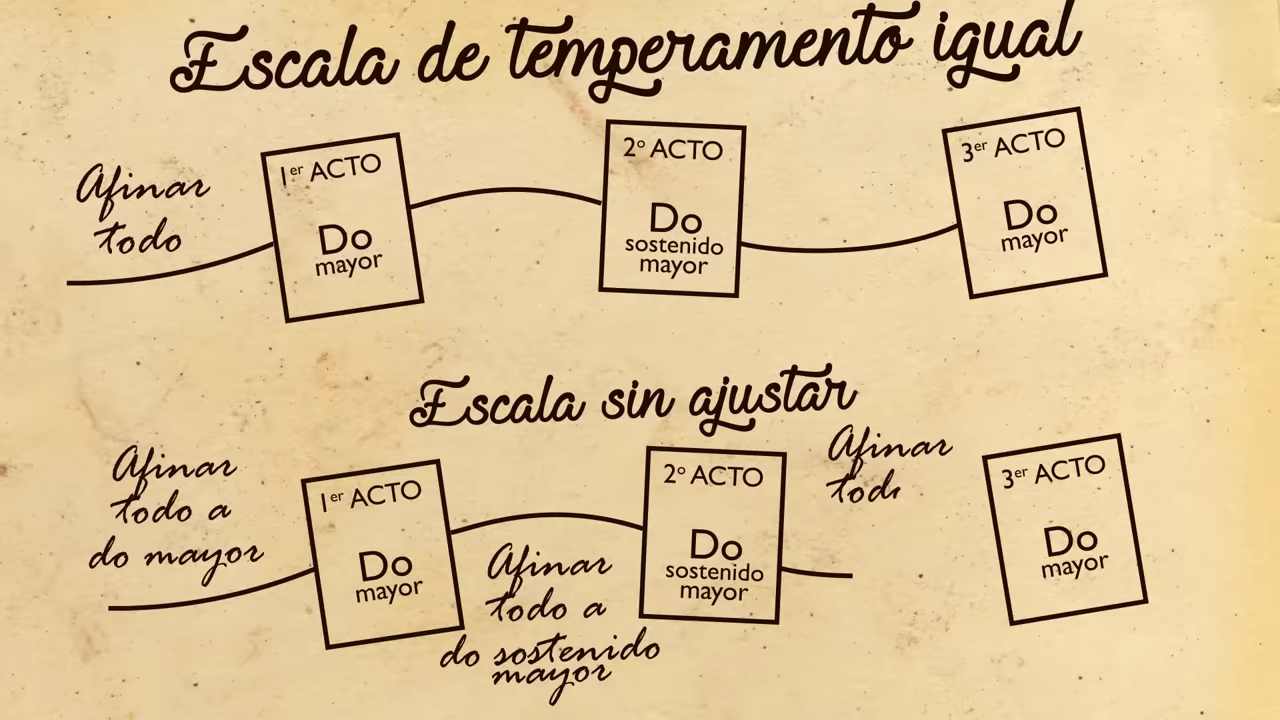 Escala de temperamento igual
Afinar
todo
1er ACTO
Do
mayor
2º ACTO
Do
sostenido
mayor
3er ACTO
Do
mayor
Escala sin ajustar
Afinar
todo a
do mayor
1er ACTO
Do
mayor
Afinar
todo a
do sostenido
mayor
2º ACTO
Do
sostenido
mayor
Afinar
tod
3er ACTO
Do
mayor